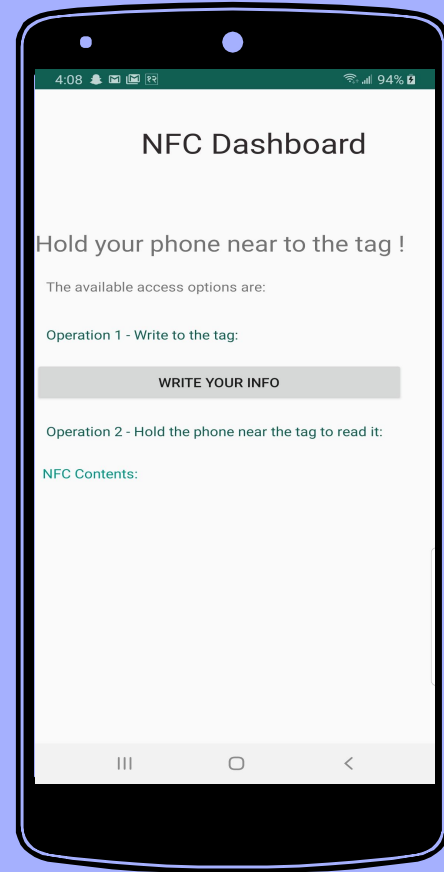 4:08 94%
NFC Dashboard
Hold your phone near to the tag !
The available access options are:
Operation 1 - Write to the tag:
WRITE YOUR INFO
Operation 2 - Hold the phone near the tag to read it:
NFC Contents: